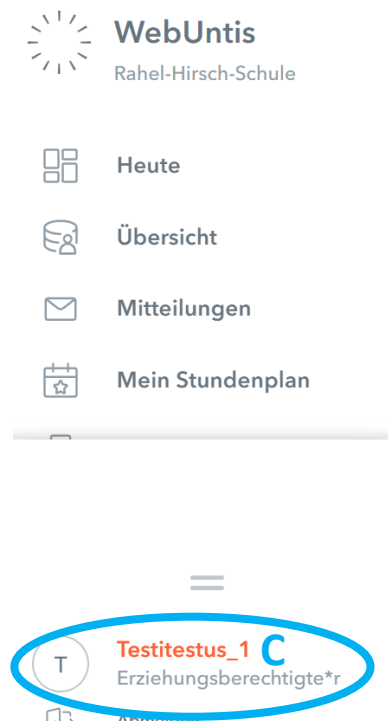 WebUntis
Rahel-Hirsch-Schule
Heute
Übersicht
Mitteilungen
Mein Stundenplan
T Testitestus_1 C
Erziehungsberechtigte*r